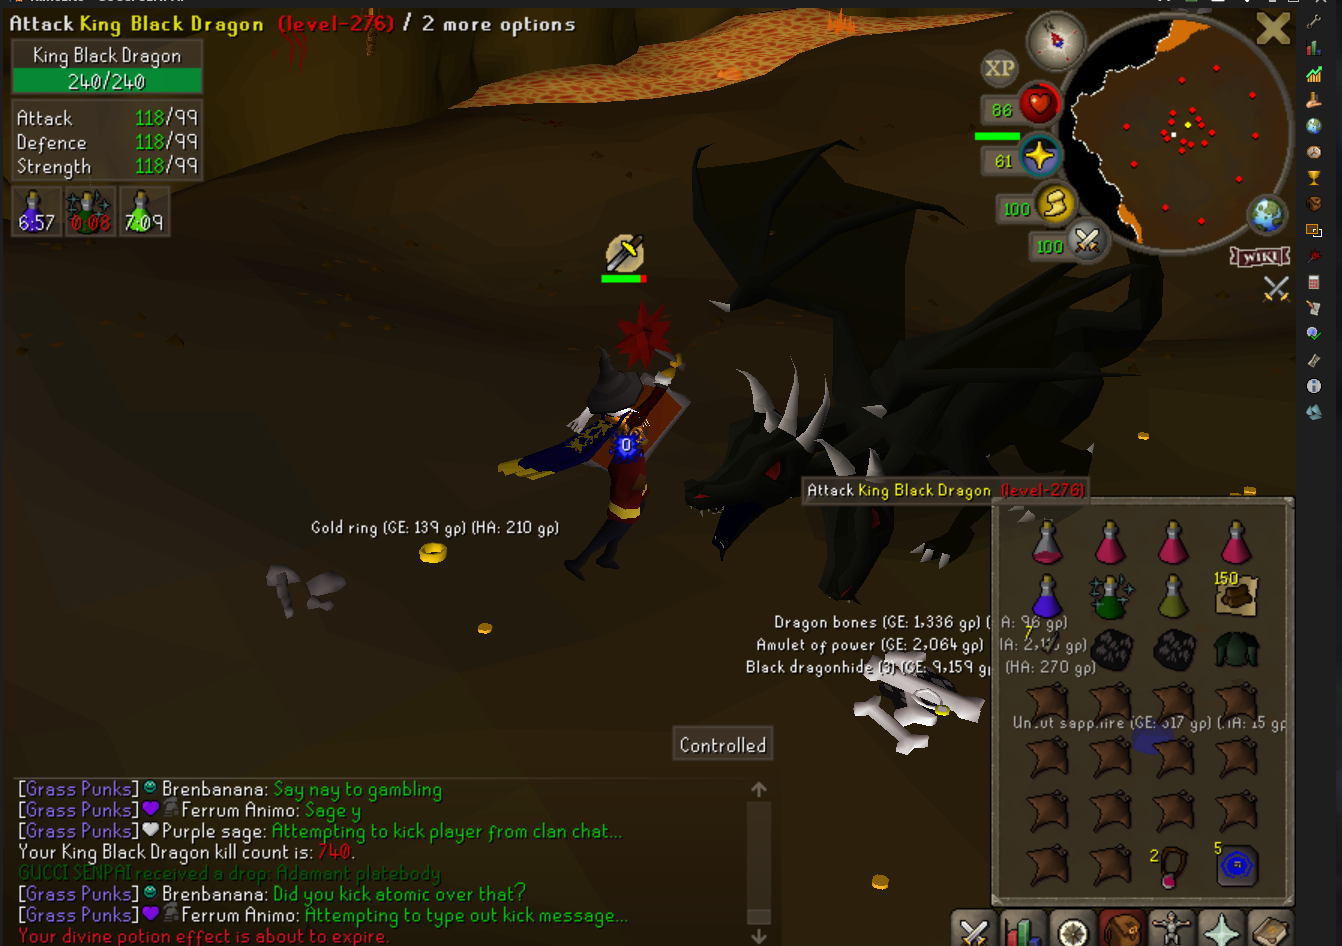 Attack King Black Dragon (level-276) / 2 more options
King Black Dragon
240/240
Attack 118/99
Defence 118/99
Strength 118/99
6:57 0:08 7:09
XP
86
61
100
100
WIKI
0
Attack King Black Dragon (level-276)
Gold ring (GE: 139 gp) (HA: 210 gp)
150
Dragon bones (GE: 1,336 gp) ( A: 96 gp)
7
Amulet of power (GE: 2,064 gp)
Black dragonhide (3) (GE: 9,159 gp (HA: 270 gp)
Controlled
2
5
[Grass Punks] Brenbanana: Say nay to gambling
[Grass Punks] Ferrum Animo: Sage y
[Grass Punks] Purple sage: Attempting to kick player from clan chat...
Your King Black Dragon kill count is: 740.
GUCCI SENPAI received a drop: Adamant platebody
[Grass Punks] Brenbanana: Did you kick atomic over that?
[Grass Punks] Ferrum Animo: Attempting to type out kick message...
Your divine potion effect is about to expire.